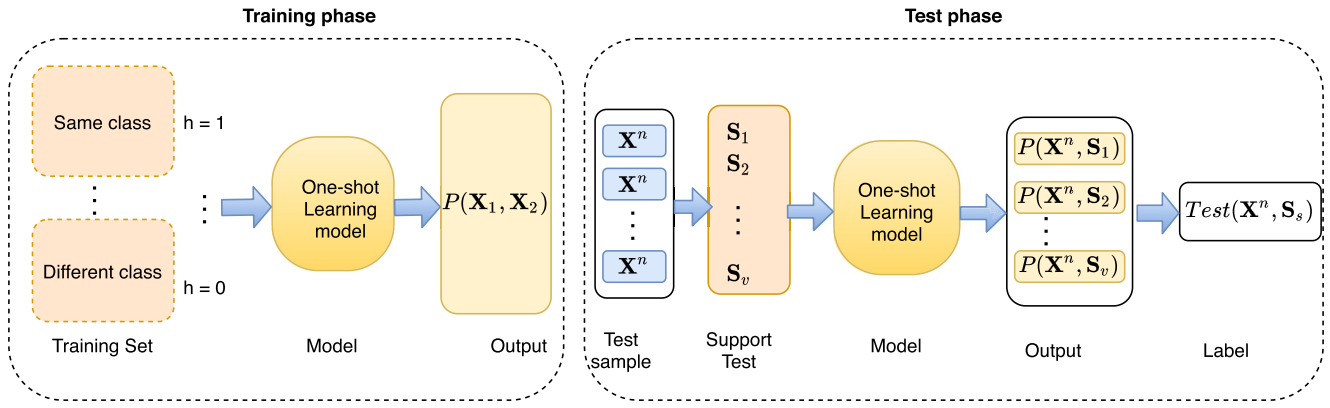 Training phase
Same class
h = 1
Different class
h = 0
Training Set
One-shot
Learning
model
Model
P(X₁, X₂)
Output
Test phase
Xⁿ
Xⁿ
Xⁿ
Test
sample
S₁
S₂
Sᵥ
Support
Test
One-shot
Learning
model
Model
P(Xⁿ, S₁)
P(Xⁿ, S₂)
P(Xⁿ, Sᵥ)
Output
Test(Xⁿ, Sₛ)
Label